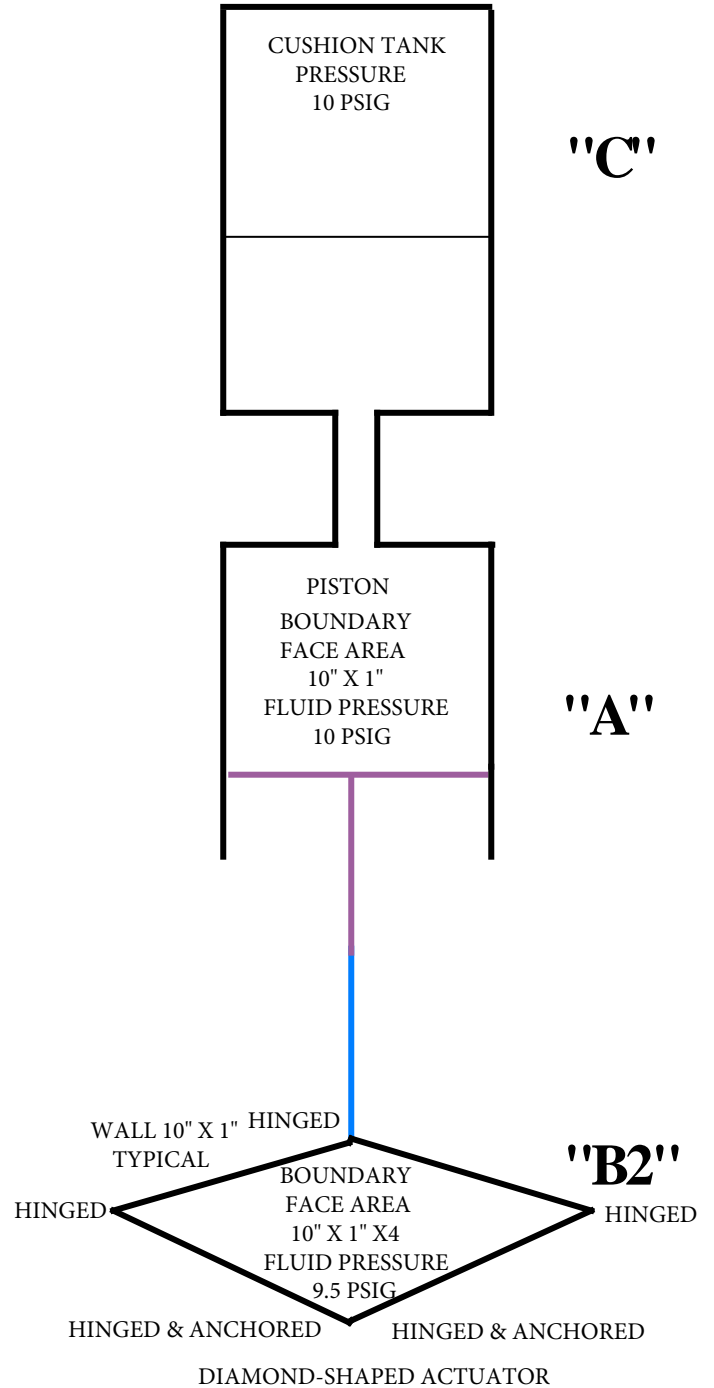 CUSHION TANK
PRESSURE
10 PSIG
"C"
PISTON
BOUNDARY
FACE AREA
10" X 1"
FLUID PRESSURE
10 PSIG
"A"
HINGED
WALL 10" X 1"
TYPICAL
"B2"
BOUNDARY
FACE AREA
10" X 1" X4
FLUID PRESSURE
9.5 PSIG
HINGED
HINGED
HINGED & ANCHORED
HINGED & ANCHORED
DIAMOND-SHAPED ACTUATOR